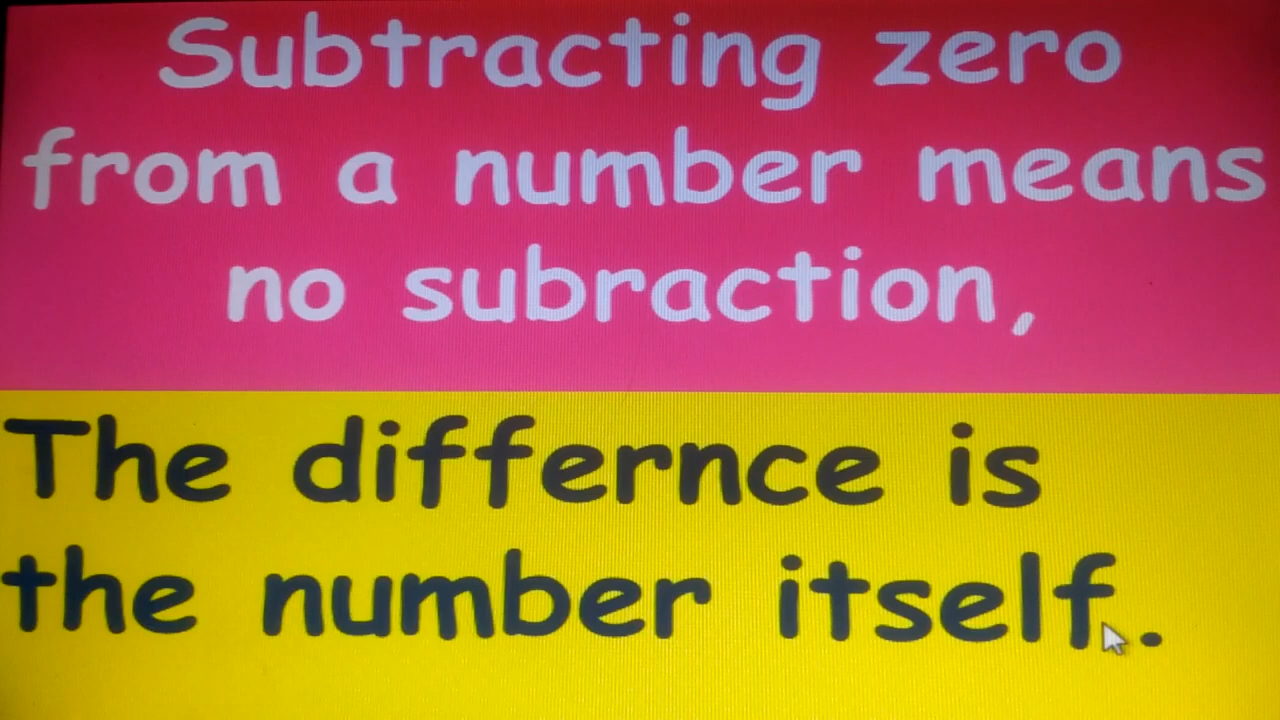 Subtracting zero
from a number means
no subraction,
The differnce is
the number itself.